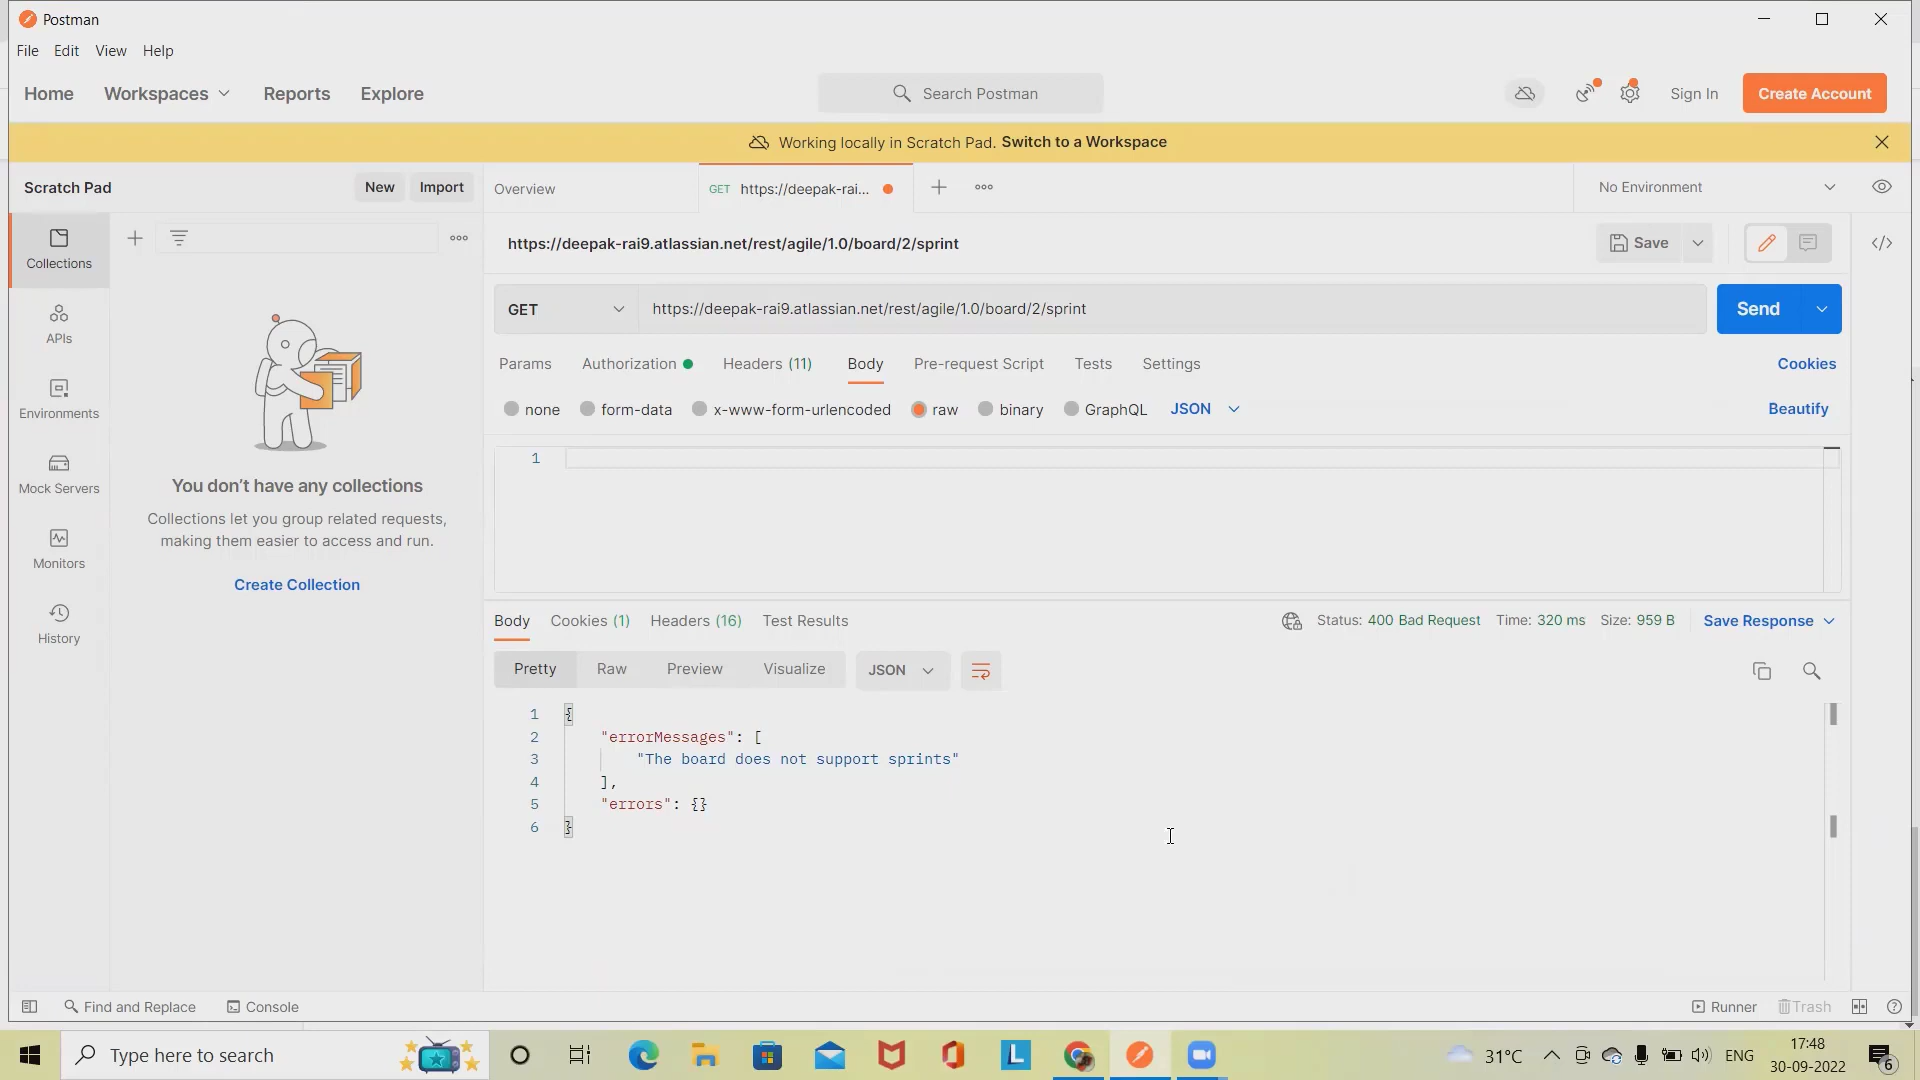 Postman
File Edit View Help
Home Workspaces Reports Explore Search Postman Sign In Create Account
Working locally in Scratch Pad. Switch to a Workspace
Scratch Pad New Import Overview GET https://deepak-rai... No Environment
https://deepak-rai9.atlassian.net/rest/agile/1.0/board/2/sprint Save
Collections
APIs
Environments
Mock Servers
Monitors
History
You don't have any collections
Collections let you group related requests,
making them easier to access and run.
Create Collection
GET https://deepak-rai9.atlassian.net/rest/agile/1.0/board/2/sprint Send
Params Authorization Headers (11) Body Pre-request Script Tests Settings Cookies
none form-data x-www-form-urlencoded raw binary GraphQL JSON Beautify
1
Body Cookies (1) Headers (16) Test Results Status: 400 Bad Request Time: 320 ms Size: 959 B Save Response
Pretty Raw Preview Visualize JSON
1 {
2 "errorMessages": [
3 "The board does not support sprints"
4 ],
5 "errors": {}
6 }
Find and Replace Console Runner Trash
Type here to search 31°C ENG 17:48
30-09-2022 6